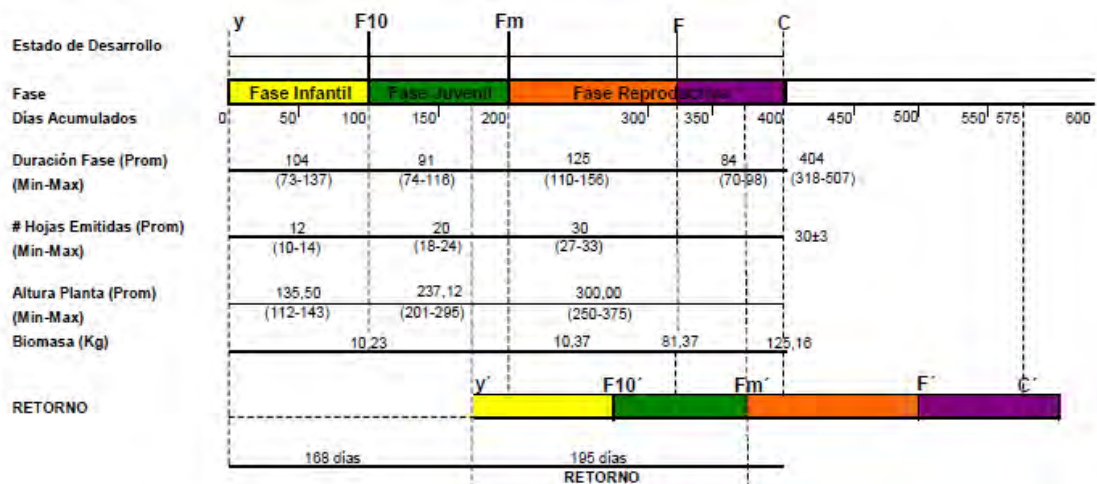 y F10 Fm F C
Estado de Desarrollo
Fase Fase Infantil Fase Juvenil Fase Reproductiva
Días Acumulados 0 50 100 150 200 300 350 400 450 500 550 575 600
Duración Fase (Prom) 104 91 125 84 404
(Min-Max) (73-137) (74-116) (110-156) (70-98) (318-507)
# Hojas Emitidas (Prom) 12 20 30 30±3
(Min-Max) (10-14) (18-24) (27-33)
Altura Planta (Prom) 135,50 237,12 300,00
(Min-Max) (112-143) (201-295) (250-375)
Biomasa (Kg) 10,23 10,37 81,37 125,16
y´ F10´ Fm´ F´ C´
RETORNO
168 días 195 días
RETORNO